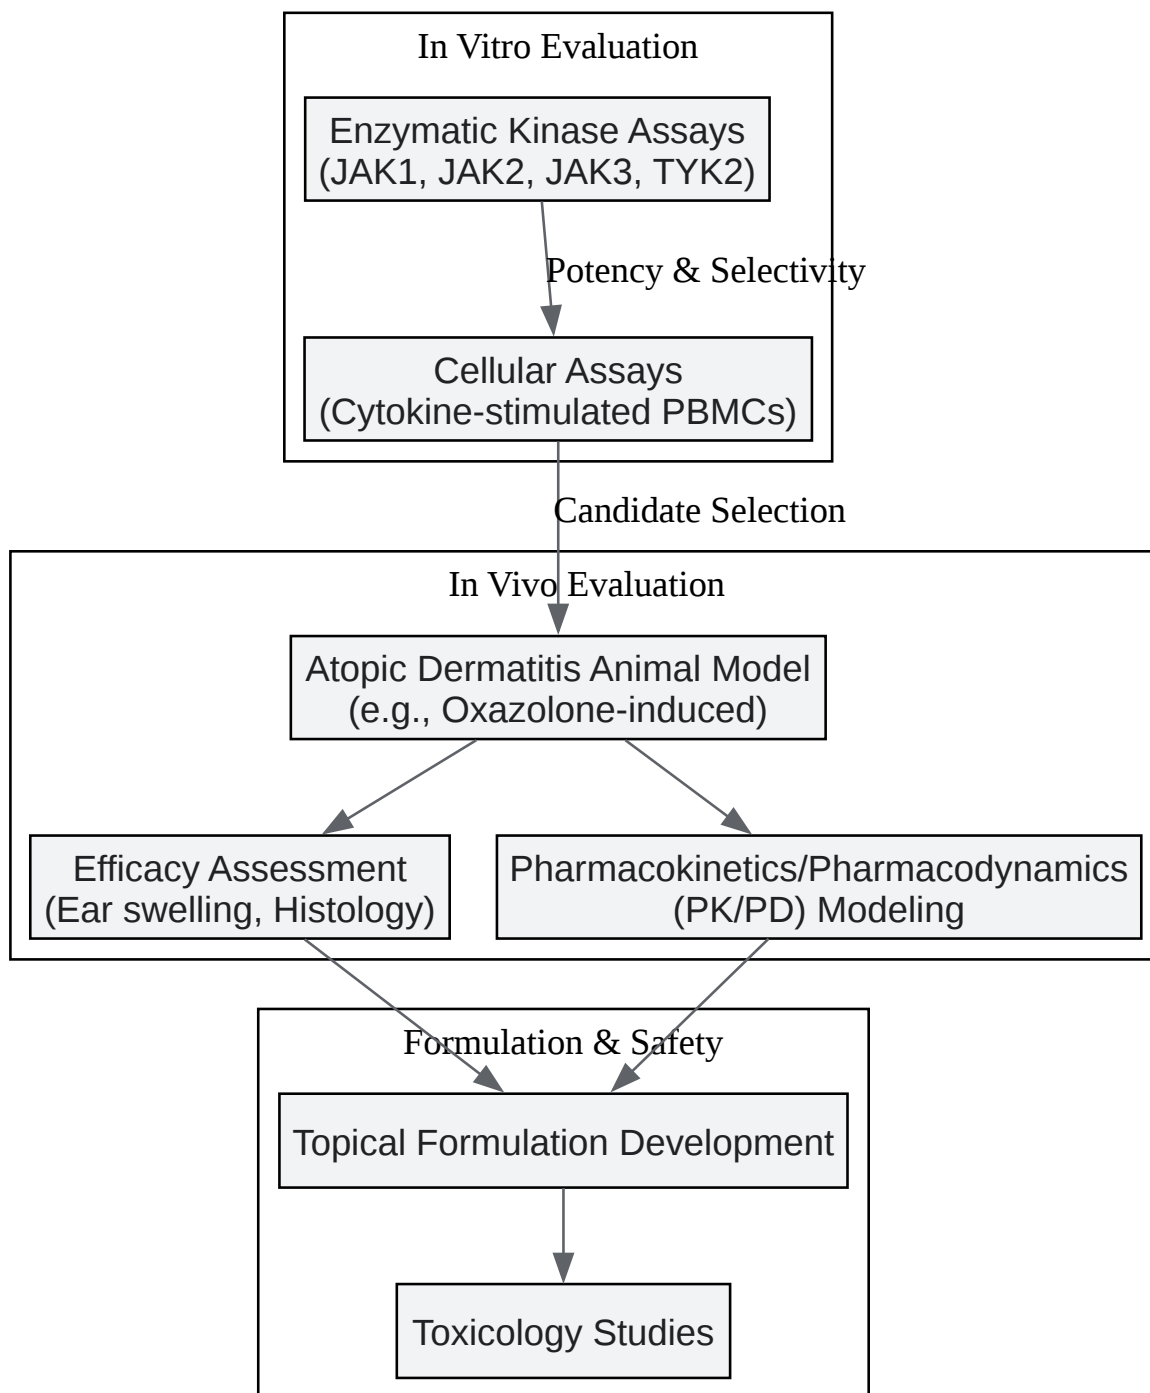 In Vitro Evaluation
Enzymatic Kinase Assays
(JAK1, JAK2, JAK3, TYK2)
Potency & Selectivity
Cellular Assays
(Cytokine-stimulated PBMCs)
Candidate Selection
In Vivo Evaluation
Atopic Dermatitis Animal Model
(e.g., Oxazolone-induced)
Efficacy Assessment
(Ear swelling, Histology)
Pharmacokinetics/Pharmacodynamics
(PK/PD) Modeling
Formulation & Safety
Topical Formulation Development
Toxicology Studies